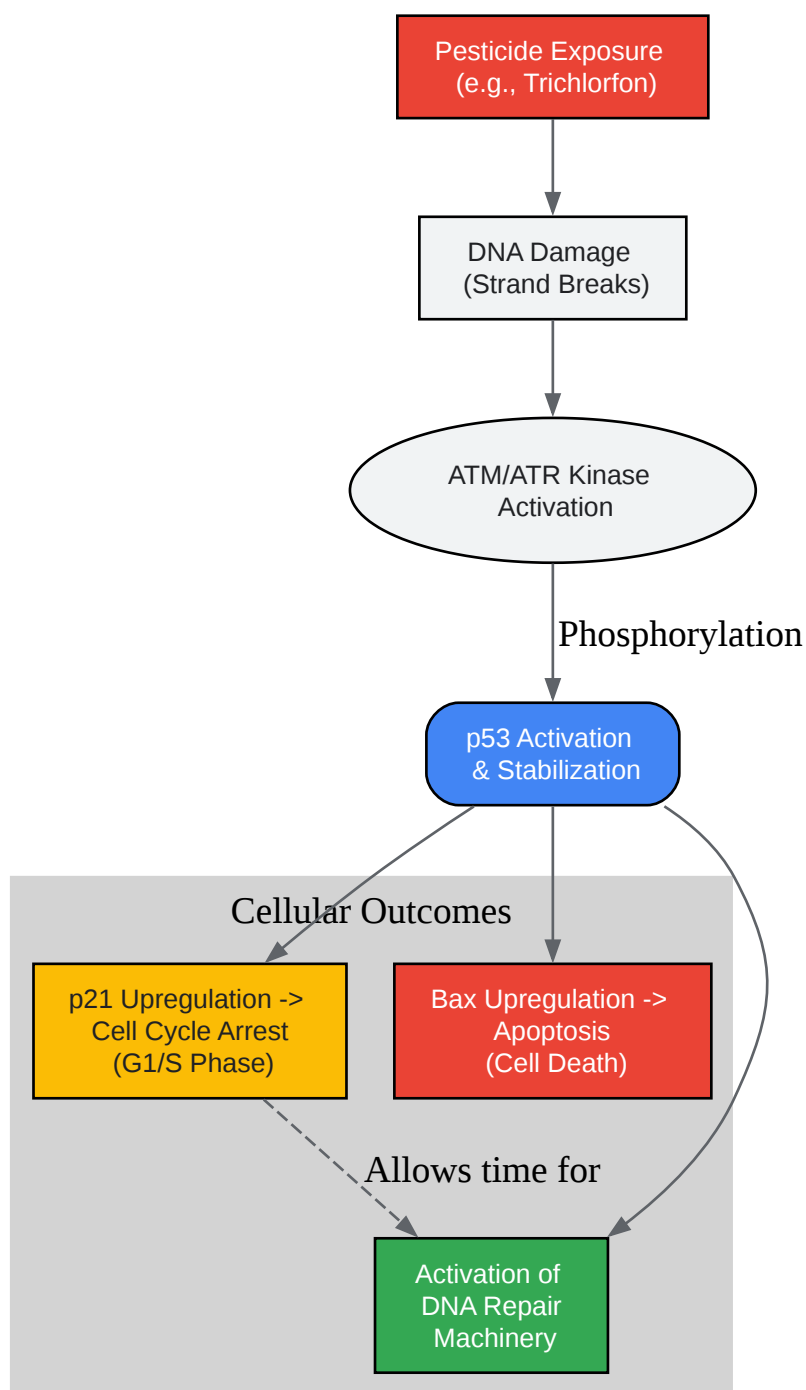 Pesticide Exposure
(e.g., Trichlorfon)
DNA Damage
(Strand Breaks)
ATM/ATR Kinase
Activation
Phosphorylation
p53 Activation
& Stabilization
Cellular Outcomes
p21 Upregulation ->
Cell Cycle Arrest
(G1/S Phase)
Bax Upregulation ->
Apoptosis
(Cell Death)
Allows time for
Activation of
DNA Repair
Machinery